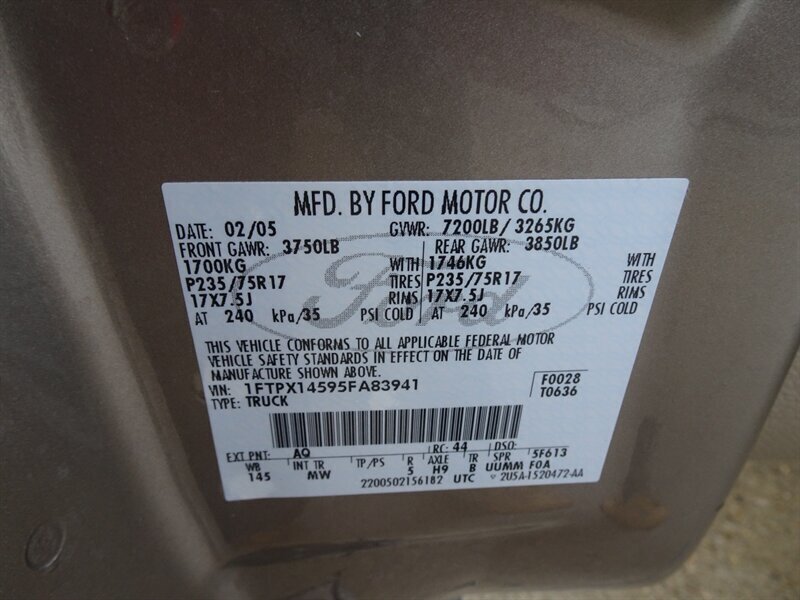 MFD. BY FORD MOTOR CO.
DATE: 02/05 GVWR: 7200LB/ 3265KG
FRONT GAWR: 3750LB REAR GAWR: 3850LB
1700KG WITH 1746KG WITH
P235/75R17 TIRES P235/75R17 TIRES
17X7.5J RIMS 17X7.5J RIMS
AT 240 kPa/35 PSI COLD AT 240 kPa/35 PSI COLD
Ford
THIS VEHICLE CONFORMS TO ALL APPLICABLE FEDERAL MOTOR
VEHICLE SAFETY STANDARDS IN EFFECT ON THE DATE OF
MANUFACTURE SHOWN ABOVE.
VIN: 1FTPX14595FA83941 F0028
TYPE: TRUCK T0636
EXT PNT: AQ RC: 44 DSO:
WB INT TR TP/PS R AXLE TR SPR 5F613
145 MW 5 H9 B UUMM F0A
2200502156182 UTC 2U5A-1520472-AA